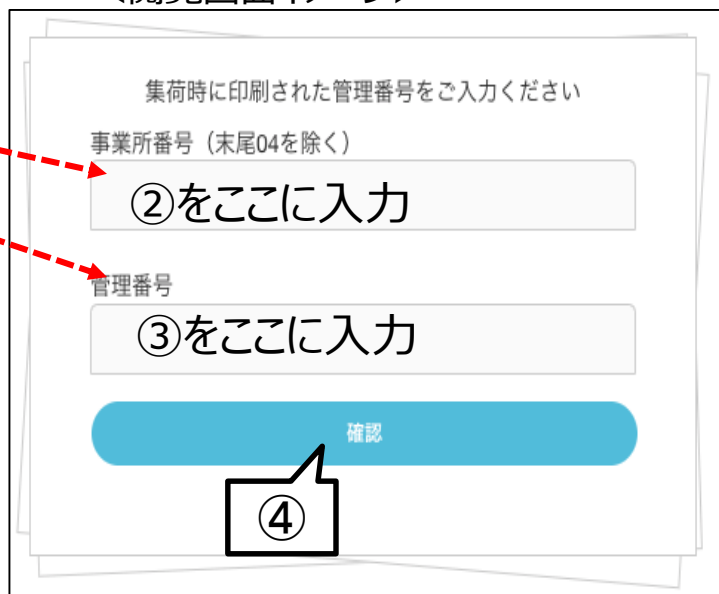 集荷時に印刷された管理番号をご入力ください
事業所番号（末尾04を除く）
②をここに入力
管理番号
③をここに入力
確認
④